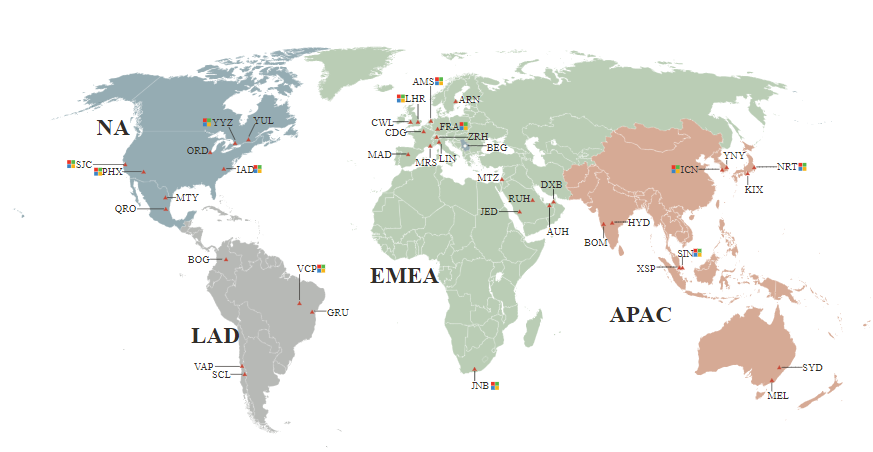 AMS
LHR
ARN
CWL
FRA
CDG
ZRH
BEG
MAD
MRS
LIN
NA
YYZ
YUL
ORD
SJC
PHX
IAD
MTY
QRO
MTZ
DXB
RUH
JED
AUH
YNY
ICN
NRT
KIX
HYD
BOM
SIN
XSP
BOG
VCP
EMEA
GRU
APAC
LAD
VAP
SCL
JNB
SYD
MEL